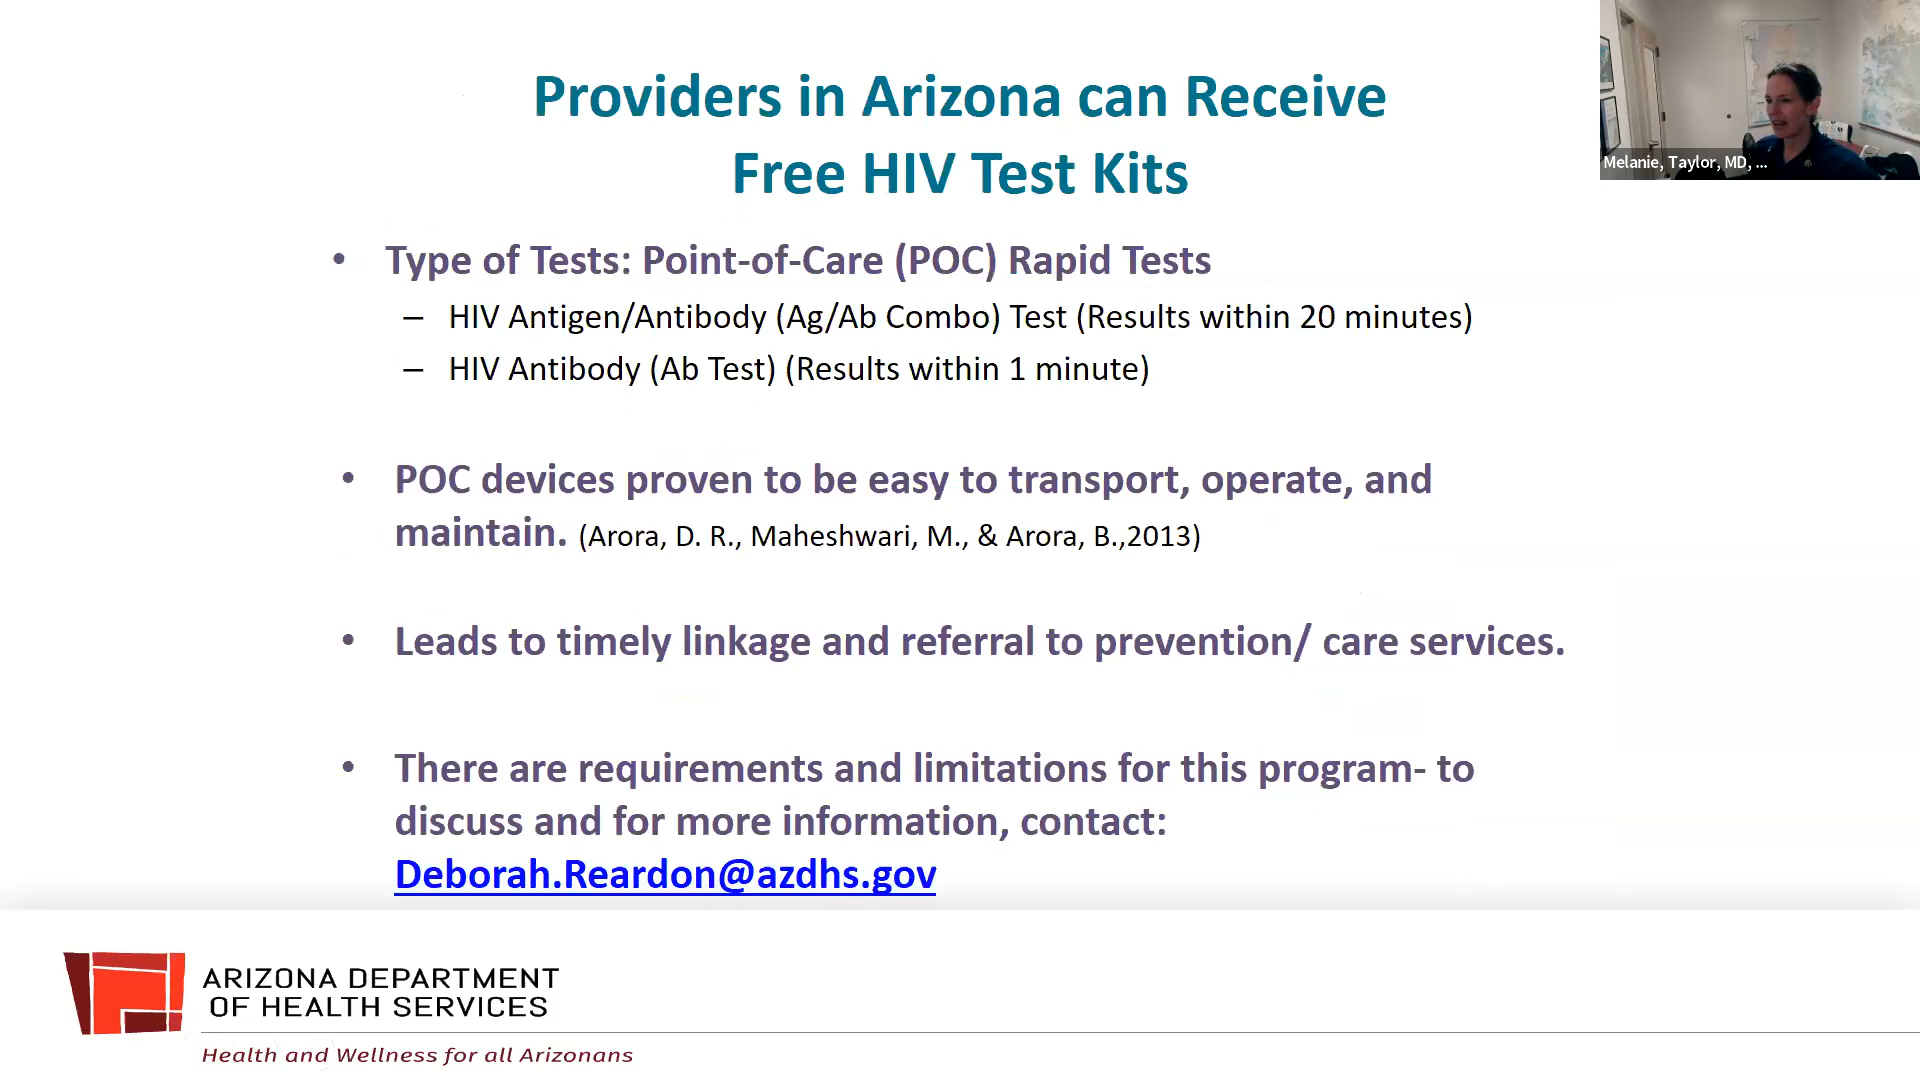 Providers in Arizona can Receive
Free HIV Test Kits
Melanie, Taylor, MD, ...
• Type of Tests: Point-of-Care (POC) Rapid Tests
– HIV Antigen/Antibody (Ag/Ab Combo) Test (Results within 20 minutes)
– HIV Antibody (Ab Test) (Results within 1 minute)
• POC devices proven to be easy to transport, operate, and
maintain. (Arora, D. R., Maheshwari, M., & Arora, B.,2013)
• Leads to timely linkage and referral to prevention/ care services.
• There are requirements and limitations for this program- to
discuss and for more information, contact:
Deborah.Reardon@azdhs.gov
ARIZONA DEPARTMENT
OF HEALTH SERVICES
Health and Wellness for all Arizonans